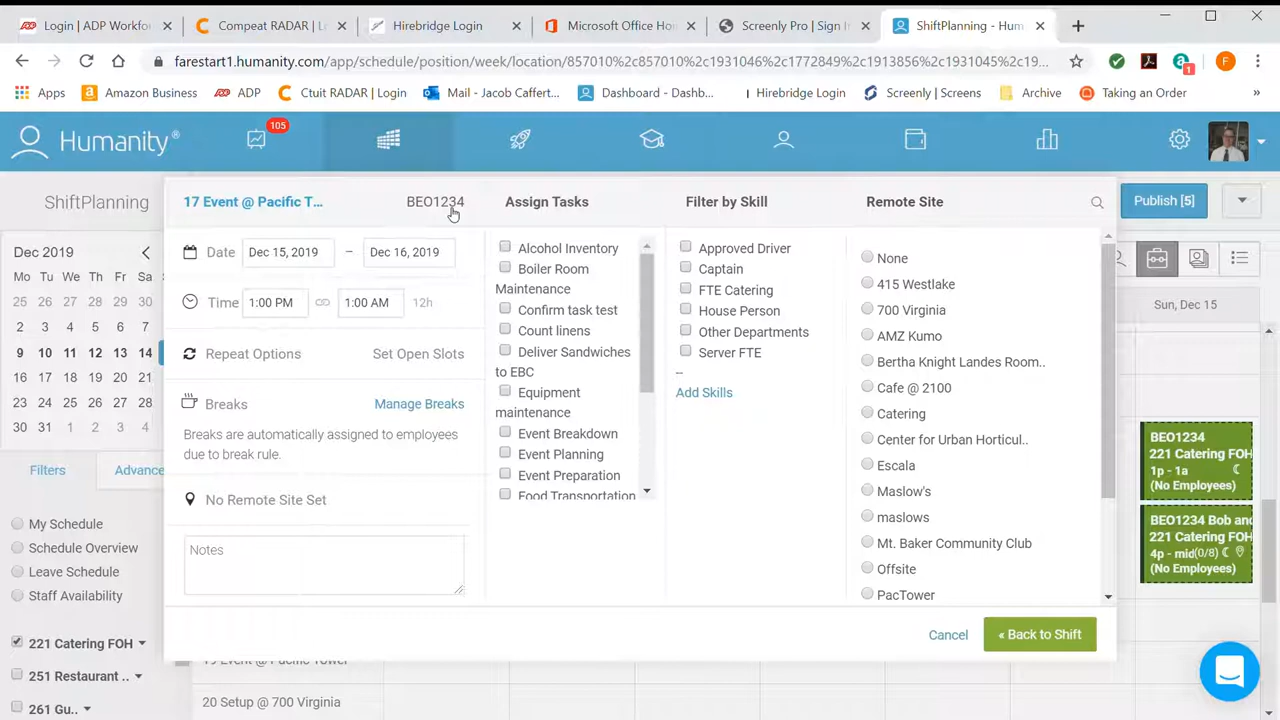 Login | ADP Workfo
Compeat RADAR | L
Hirebridge Login
Microsoft Office Ho
Screenly Pro | Sign I
ShiftPlanning - Hum
farestart1.humanity.com/app/schedule/position/week/location/857010%2c857010%2c1931046%2c1772849%2c1913856%2c1931045%2c19...
1
F
Apps
Amazon Business
ADP
Ctuit RADAR | Login
Mail - Jacob Caffert...
Dashboard - Dashb...
Hirebridge Login
Screenly | Screens
Archive
Taking an Order
»
Humanity®
105
ShiftPlanning
17 Event @ Pacific T...
BEO1234
Assign Tasks
Filter by Skill
Remote Site
Publish [5]
Dec 2019
Mo Tu We Th Fr Sa
25 26 27 28 29 30
2 3 4 5 6 7
9 10 11 12 13 14
16 17 18 19 20 21
23 24 25 26 27 28
30 31 1 2 3 4
Filters
Advance
My Schedule
Schedule Overview
Leave Schedule
Staff Availability
221 Catering FOH
251 Restaurant ..
261 Gu..
Date
Dec 15, 2019
–
Dec 16, 2019
Time
1:00 PM
1:00 AM
12h
Repeat Options
Set Open Slots
Breaks
Manage Breaks
Breaks are automatically assigned to employees
due to break rule.
No Remote Site Set
Notes
Alcohol Inventory
Boiler Room
Maintenance
Confirm task test
Count linens
Deliver Sandwiches
to EBC
Equipment
maintenance
Event Breakdown
Event Planning
Event Preparation
Food Transportation
Approved Driver
Captain
FTE Catering
House Person
Other Departments
Server FTE
--
Add Skills
None
415 Westlake
700 Virginia
AMZ Kumo
Bertha Knight Landes Room..
Cafe @ 2100
Catering
Center for Urban Horticul..
Escala
Maslow's
maslows
Mt. Baker Community Club
Offsite
PacTower
Cancel
« Back to Shift
Sun, Dec 15
BEO1234
221 Catering FOH
1p - 1a
(No Employees)
BEO1234 Bob and
221 Catering FOH
4p - mid(0/8)
(No Employees)
19 Event @ Pacific Tower
20 Setup @ 700 Virginia